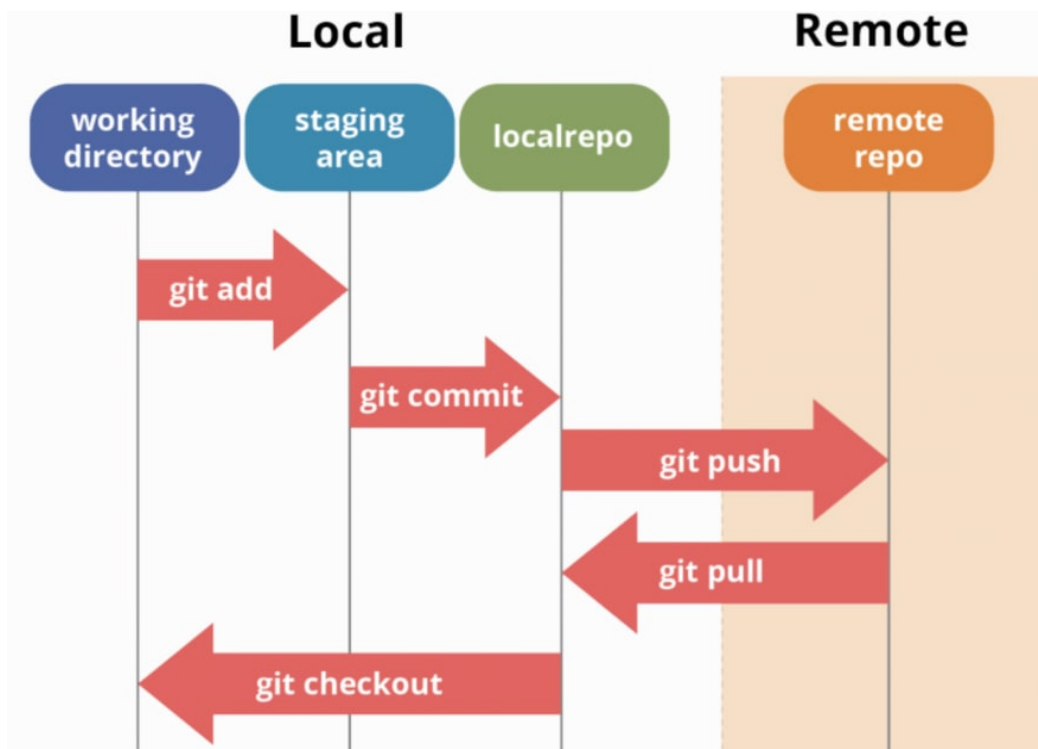 Local
Remote
working
directory
staging
area
localrepo
remote
repo
git add
git commit
git push
git pull
git checkout